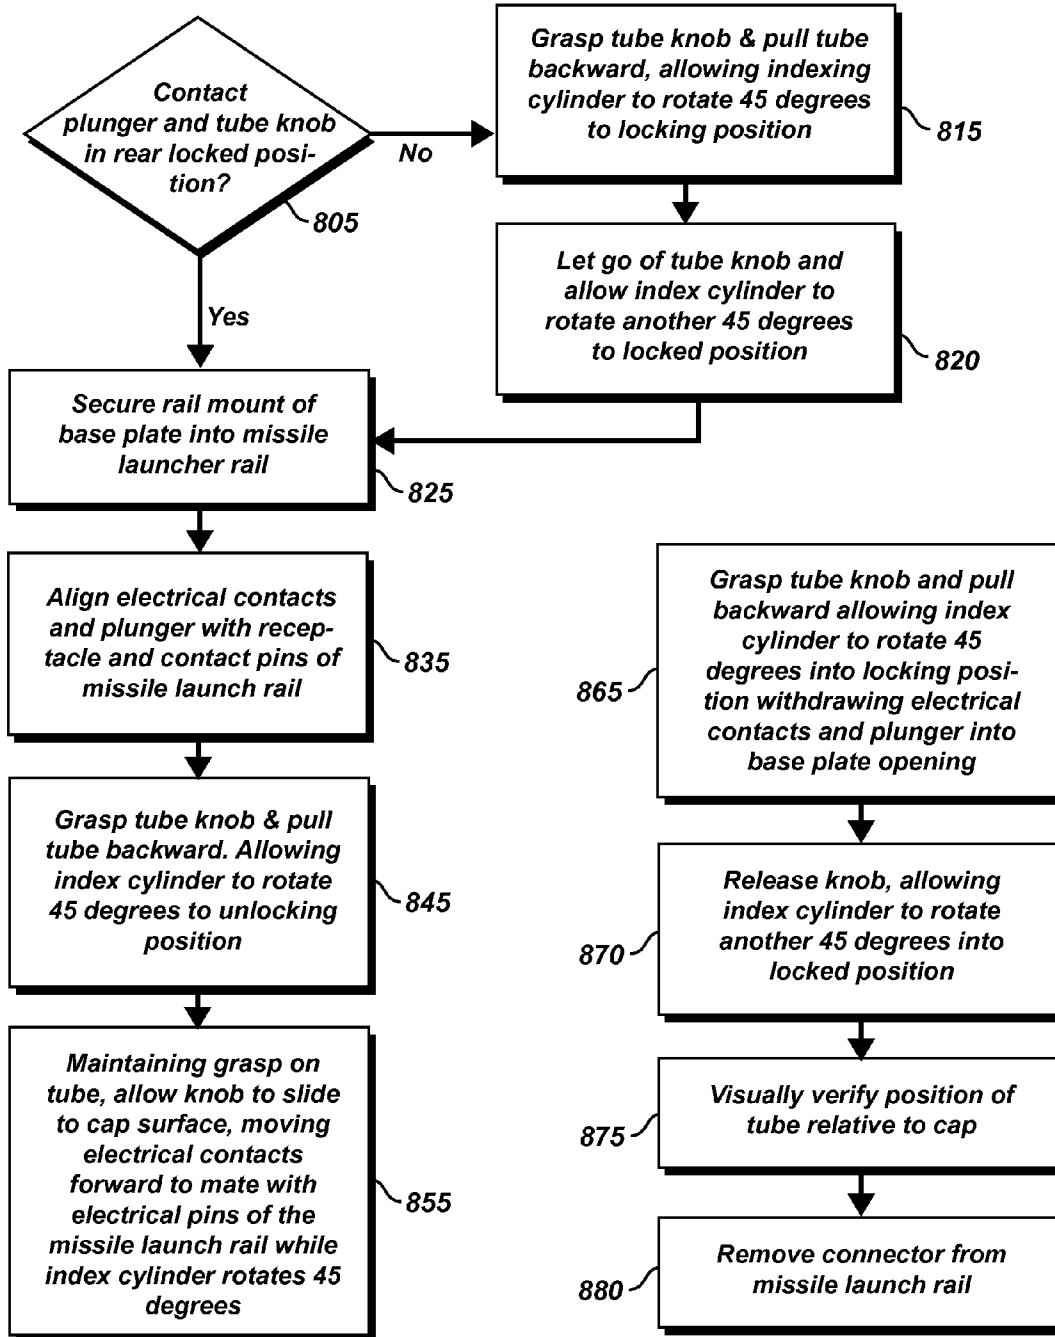 Contact
plunger and tube knob
in rear locked posi-
tion?
805
No
Yes
Grasp tube knob & pull tube
backward, allowing indexing
cylinder to rotate 45 degrees
to locking position
815
Let go of tube knob and
allow index cylinder to
rotate another 45 degrees
to locked position
820
Secure rail mount of
base plate into missile
launcher rail
825
Align electrical contacts
and plunger with recep-
tacle and contact pins of
missile launch rail
835
Grasp tube knob & pull
tube backward. Allowing
index cylinder to rotate
45 degrees to unlocking
position
845
Maintaining grasp on
tube, allow knob to slide
to cap surface, moving
electrical contacts
forward to mate with
electrical pins of the
missile launch rail while
index cylinder rotates 45
degrees
855
Grasp tube knob and pull
backward allowing index
cylinder to rotate 45
degrees into locking posi-
tion withdrawing electrical
contacts and plunger into
base plate opening
865
Release knob, allowing
index cylinder to rotate
another 45 degrees into
locked position
870
Visually verify position of
tube relative to cap
875
Remove connector from
missile launch rail
880